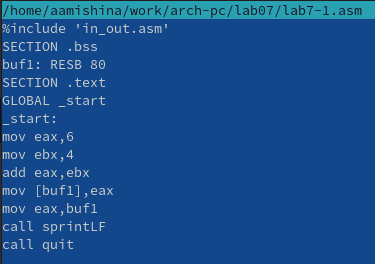 /home/aamishina/work/arch-pc/lab07/lab7-1.asm
%include 'in_out.asm'
SECTION .bss
buf1: RESB 80
SECTION .text
GLOBAL _start
_start:
mov eax,6
mov ebx,4
add eax,ebx
mov [buf1],eax
mov eax,buf1
call sprintLF
call quit